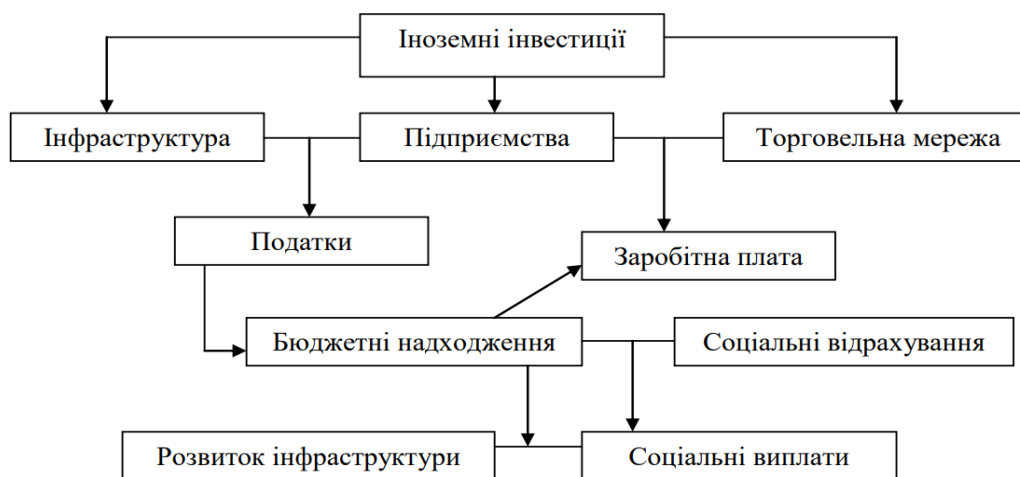 Іноземні інвестиції
Інфраструктура
Підприємства
Торговельна мережа
Податки
Заробітна плата
Бюджетні надходження
Соціальні відрахування
Розвиток інфраструктури
Соціальні виплати